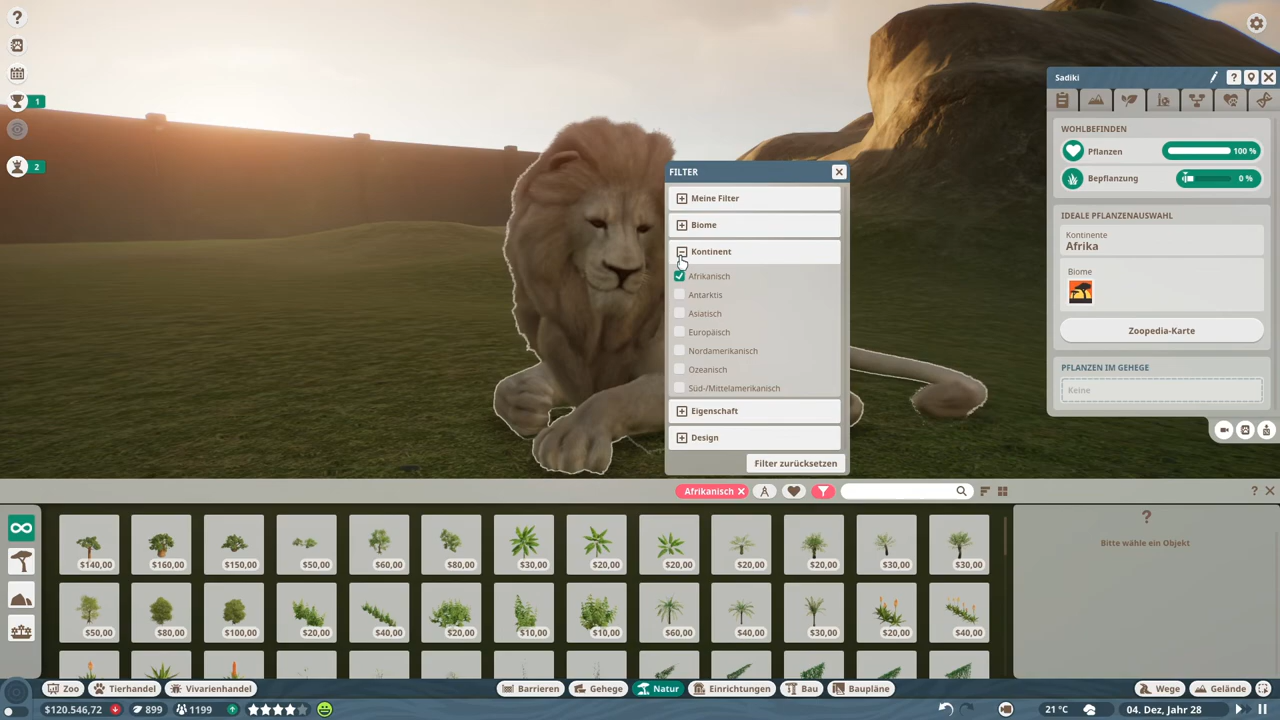 ?
1
2
Sadiki
?
WOHLBEFINDEN
Pflanzen
100 %
Bepflanzung
0 %
IDEALE PFLANZENAUSWAHL
Kontinente
Afrika
Biome
Zoopedia-Karte
PFLANZEN IM GEHEGE
Keine
FILTER
Meine Filter
Biome
Kontinent
Afrikanisch
Antarktis
Asiatisch
Europäisch
Nordamerikanisch
Ozeanisch
Süd-/Mittelamerikanisch
Eigenschaft
Design
Filter zurücksetzen
Afrikanisch
?
$140,00 $160,00 $150,00 $50,00 $60,00 $80,00 $30,00 $20,00 $20,00 $20,00 $20,00 $30,00 $30,00
$50,00 $80,00 $100,00 $20,00 $40,00 $20,00 $10,00 $10,00 $60,00 $40,00 $30,00 $20,00 $40,00
?
Bitte wähle ein Objekt
Zoo Tierhandel Vivarienhandel Barrieren Gehege Natur Einrichtungen Bau Baupläne Wege Gelände
$120.546,72 899 1199 21 °C 04. Dez, Jahr 28